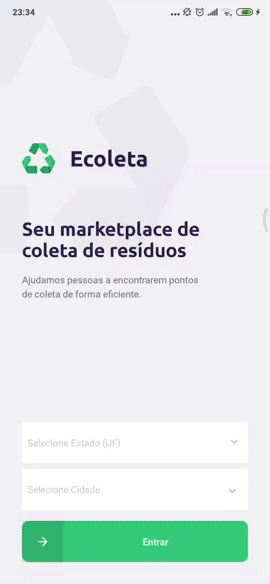 23:34
Ecoleta
Seu marketplace de
coleta de resíduos
Ajudamos pessoas a encontrarem pontos
de coleta de forma eficiente.
Selecione Estado (UF)
Selecione Cidade
Entrar